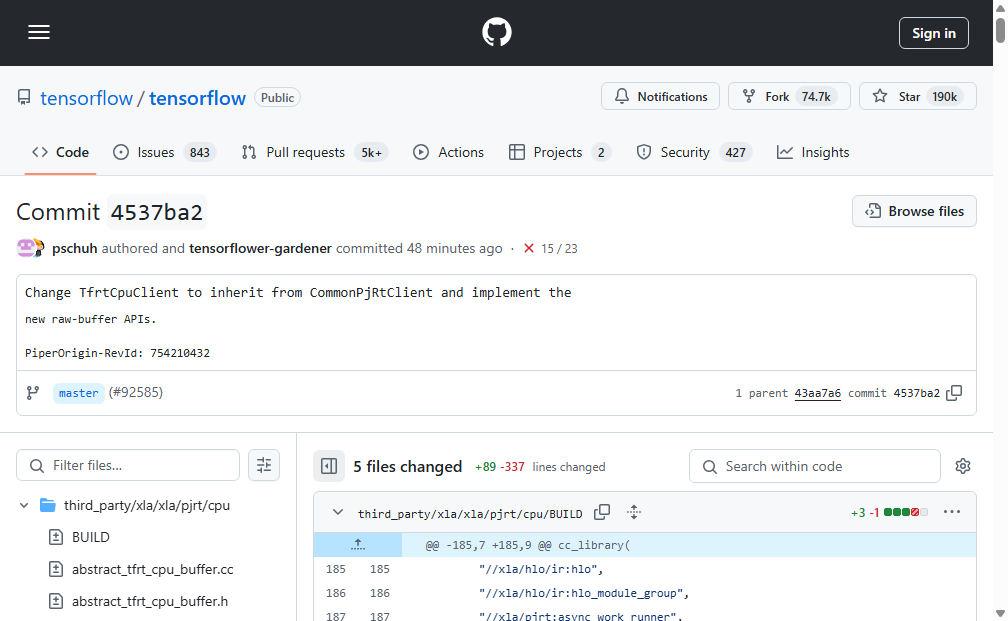 Sign in
tensorflow / tensorflow Public
Notifications Fork 74.7k Star 190k
Code Issues 843 Pull requests 5k+ Actions Projects 2 Security 427 Insights
Commit 4537ba2
Browse files
pschuh authored and tensorflower-gardener committed 48 minutes ago · 15 / 23
Change TfrtCpuClient to inherit from CommonPjRtClient and implement the
new raw-buffer APIs.
PiperOrigin-RevId: 754210432
master (#92585)
1 parent 43aa7a6 commit 4537ba2
Filter files...
5 files changed +89 -337 lines changed
Search within code
third_party/xla/xla/pjrt/cpu
BUILD
abstract_tfrt_cpu_buffer.cc
abstract_tfrt_cpu_buffer.h
third_party/xla/xla/pjrt/cpu/BUILD
+3 -1
@@ -185,7 +185,9 @@ cc_library(
185 185 "//xla/hlo/ir:hlo",
186 186 "//xla/hlo/ir:hlo_module_group",
187 187 "//xla/pjrt:async_work_runner",